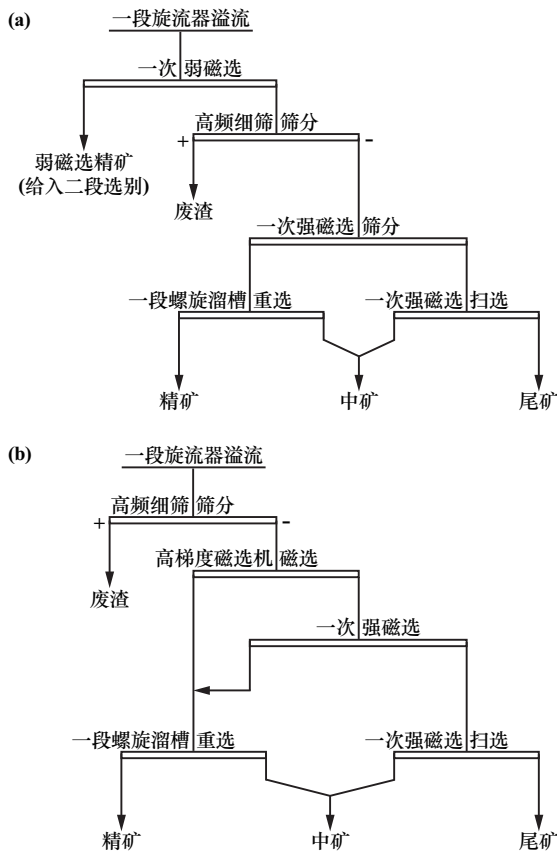 (a)
一段旋流器溢流
一次 弱磁选
高频细筛 筛分
+ -
弱磁选精矿
(给入二段选别)
废渣
一次强磁选 筛分
一段螺旋溜槽 重选 一次强磁选 扫选
精矿 中矿 尾矿
(b)
一段旋流器溢流
高频细筛 筛分
+ -
高梯度磁选机 磁选
废渣
一次 强磁选
一段螺旋溜槽 重选 一次强磁选 扫选
精矿 中矿 尾矿